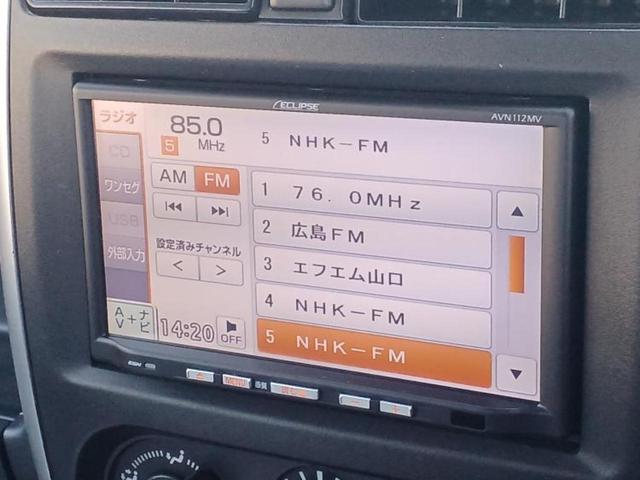 ECLIPSE
AVN112MV
ラジオ
CD
ワンセグ
USB
外部入力
AV+ナビ
85.0
5 MHz
5 NHK-FM
AM FM
設定済みチャンネル
14:20
OFF
1 76.0MHz
2 広島FM
3 エフエム山口
4 NHK-FM
5 NHK-FM
MENU